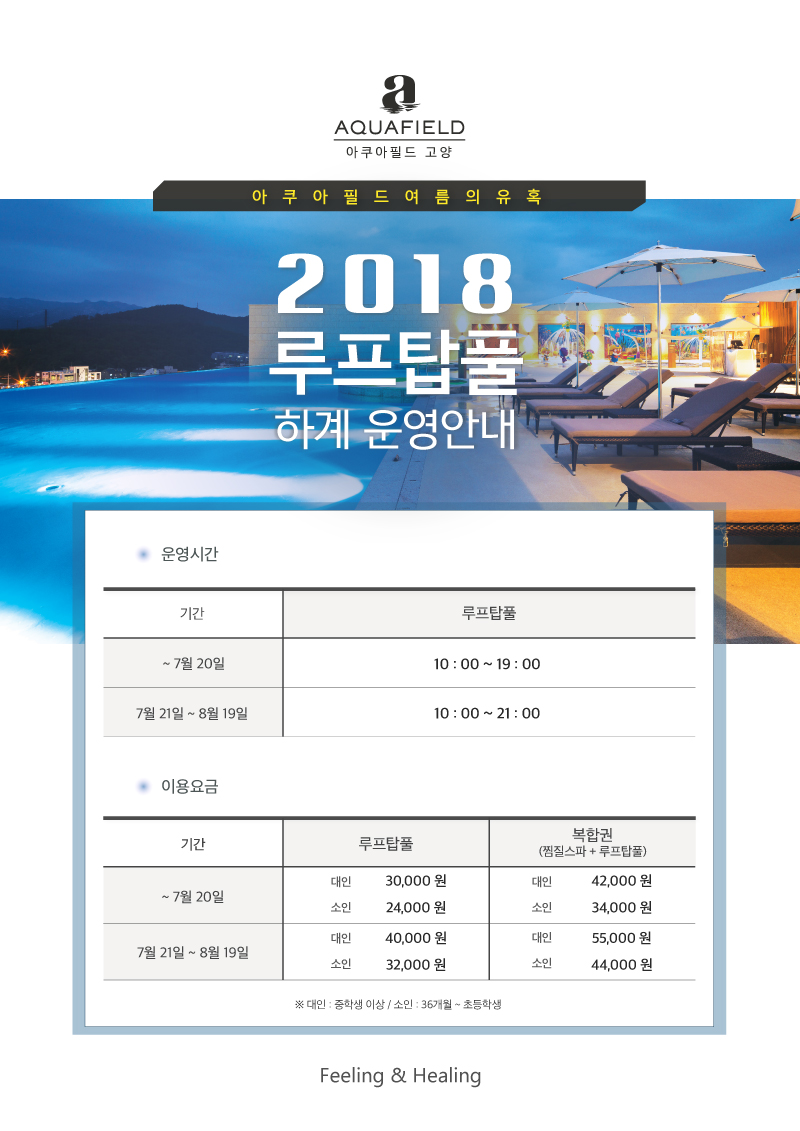 a
AQUAFIELD
아쿠아필드 고양
아쿠아필드여름의유혹
2018
루프탑풀
하계 운영안내
운영시간
기간 루프탑풀
~ 7월 20일 10 : 00 ~ 19 : 00
7월 21일 ~ 8월 19일 10 : 00 ~ 21 : 00
이용요금
기간 루프탑풀 복합권
(찜질스파 + 루프탑풀)
~ 7월 20일 대인 30,000 원 대인 42,000 원
소인 24,000 원 소인 34,000 원
7월 21일 ~ 8월 19일 대인 40,000 원 대인 55,000 원
소인 32,000 원 소인 44,000 원
※ 대인 : 중학생 이상 / 소인 : 36개월 ~ 초등학생
Feeling & Healing